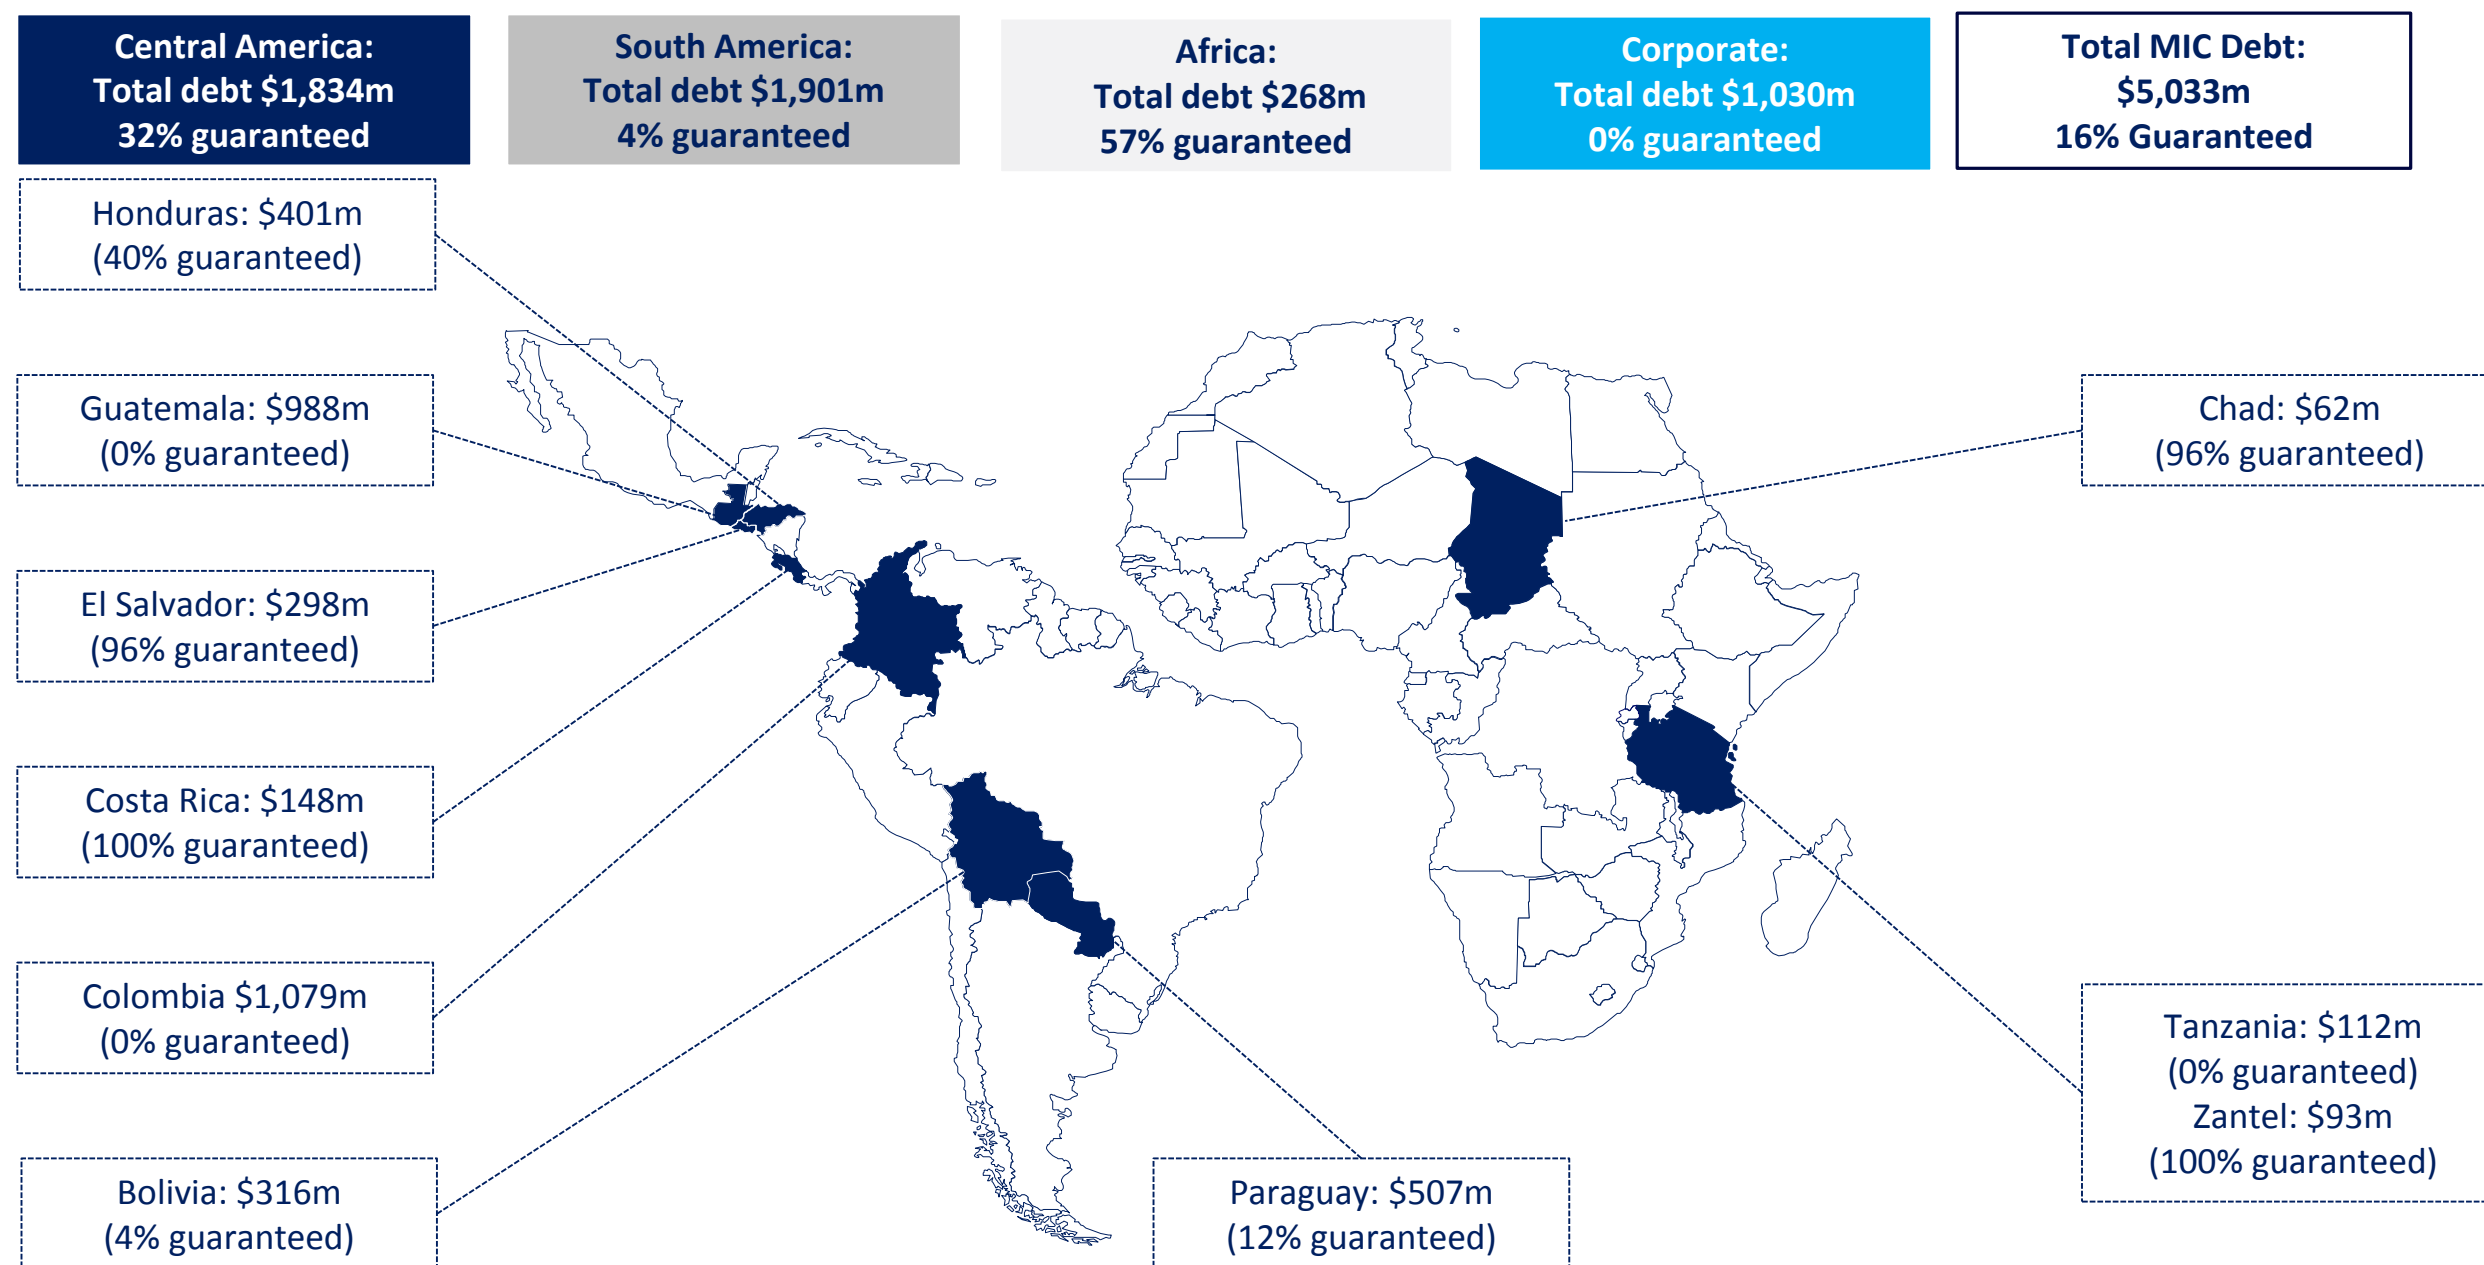 Central America:
Total debt $1,834m
32% guaranteed
South America:
Total debt $1,901m
4% guaranteed
Africa:
Total debt $268m
57% guaranteed
Corporate:
Total debt $1,030m
0% guaranteed
Total MIC Debt:
$5,033m
16% Guaranteed
Honduras: $401m
(40% guaranteed)
Guatemala: $988m
(0% guaranteed)
Chad: $62m
(96% guaranteed)
El Salvador: $298m
(96% guaranteed)
Costa Rica: $148m
(100% guaranteed)
Colombia $1,079m
(0% guaranteed)
Tanzania: $112m
(0% guaranteed)
Zantel: $93m
(100% guaranteed)
Bolivia: $316m
(4% guaranteed)
Paraguay: $507m
(12% guaranteed)